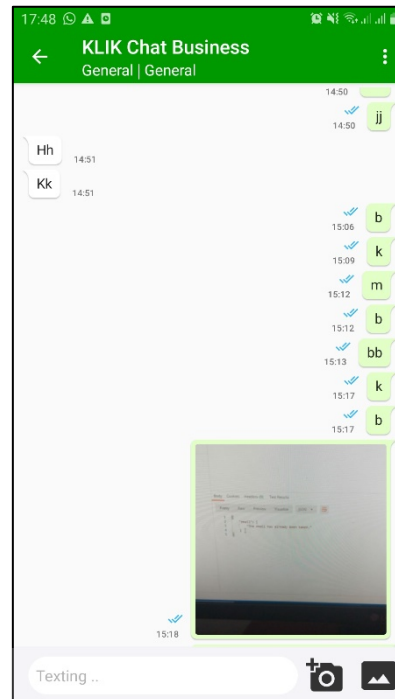 17:48
KLIK Chat Business
General | General
14:50
jj
14:50
Hh
14:51
Kk
14:51
b
15:06
k
15:09
m
15:12
b
15:12
bb
15:13
k
15:17
b
15:17
15:18
Texting ..